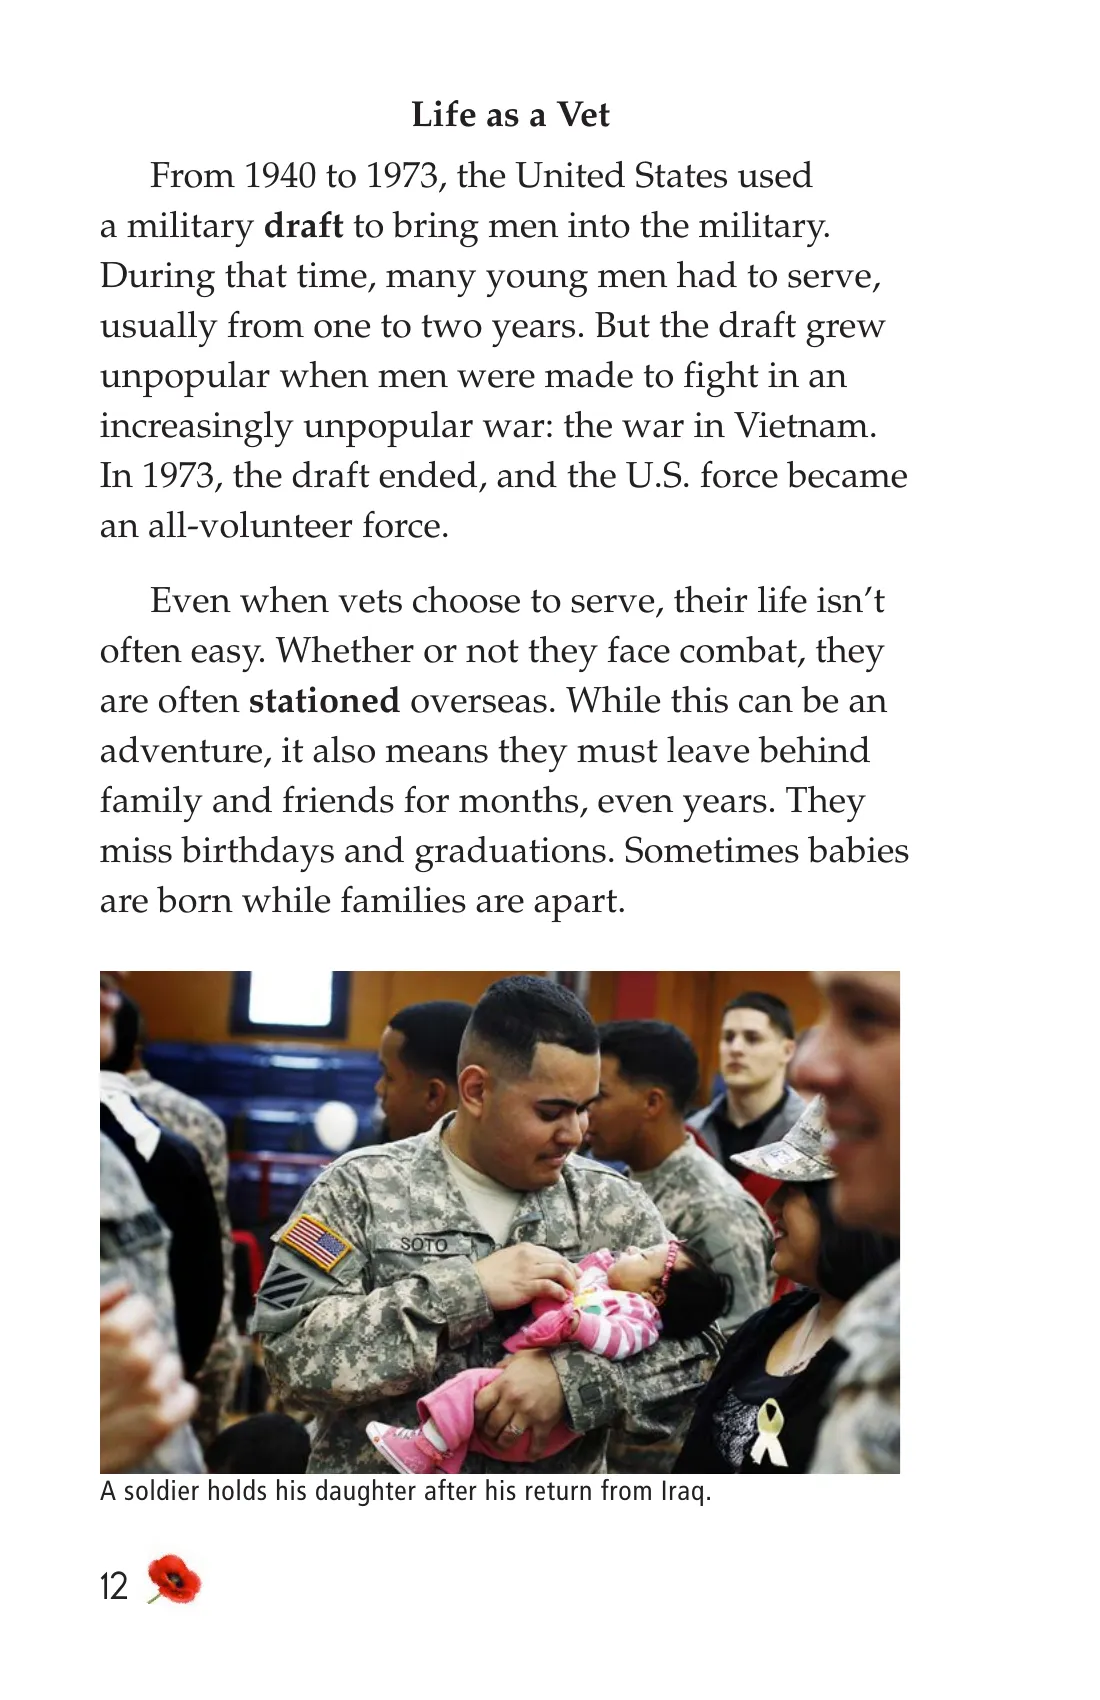 Life as a Vet
From 1940 to 1973, the United States used
a military draft to bring men into the military.
During that time, many young men had to serve,
usually from one to two years. But the draft grew
unpopular when men were made to fight in an
increasingly unpopular war: the war in Vietnam.
In 1973, the draft ended, and the U.S. force became
an all-volunteer force.
Even when vets choose to serve, their life isn’t
often easy. Whether or not they face combat, they
are often stationed overseas. While this can be an
adventure, it also means they must leave behind
family and friends for months, even years. They
miss birthdays and graduations. Sometimes babies
are born while families are apart.
SOTO
A soldier holds his daughter after his return from Iraq.
12